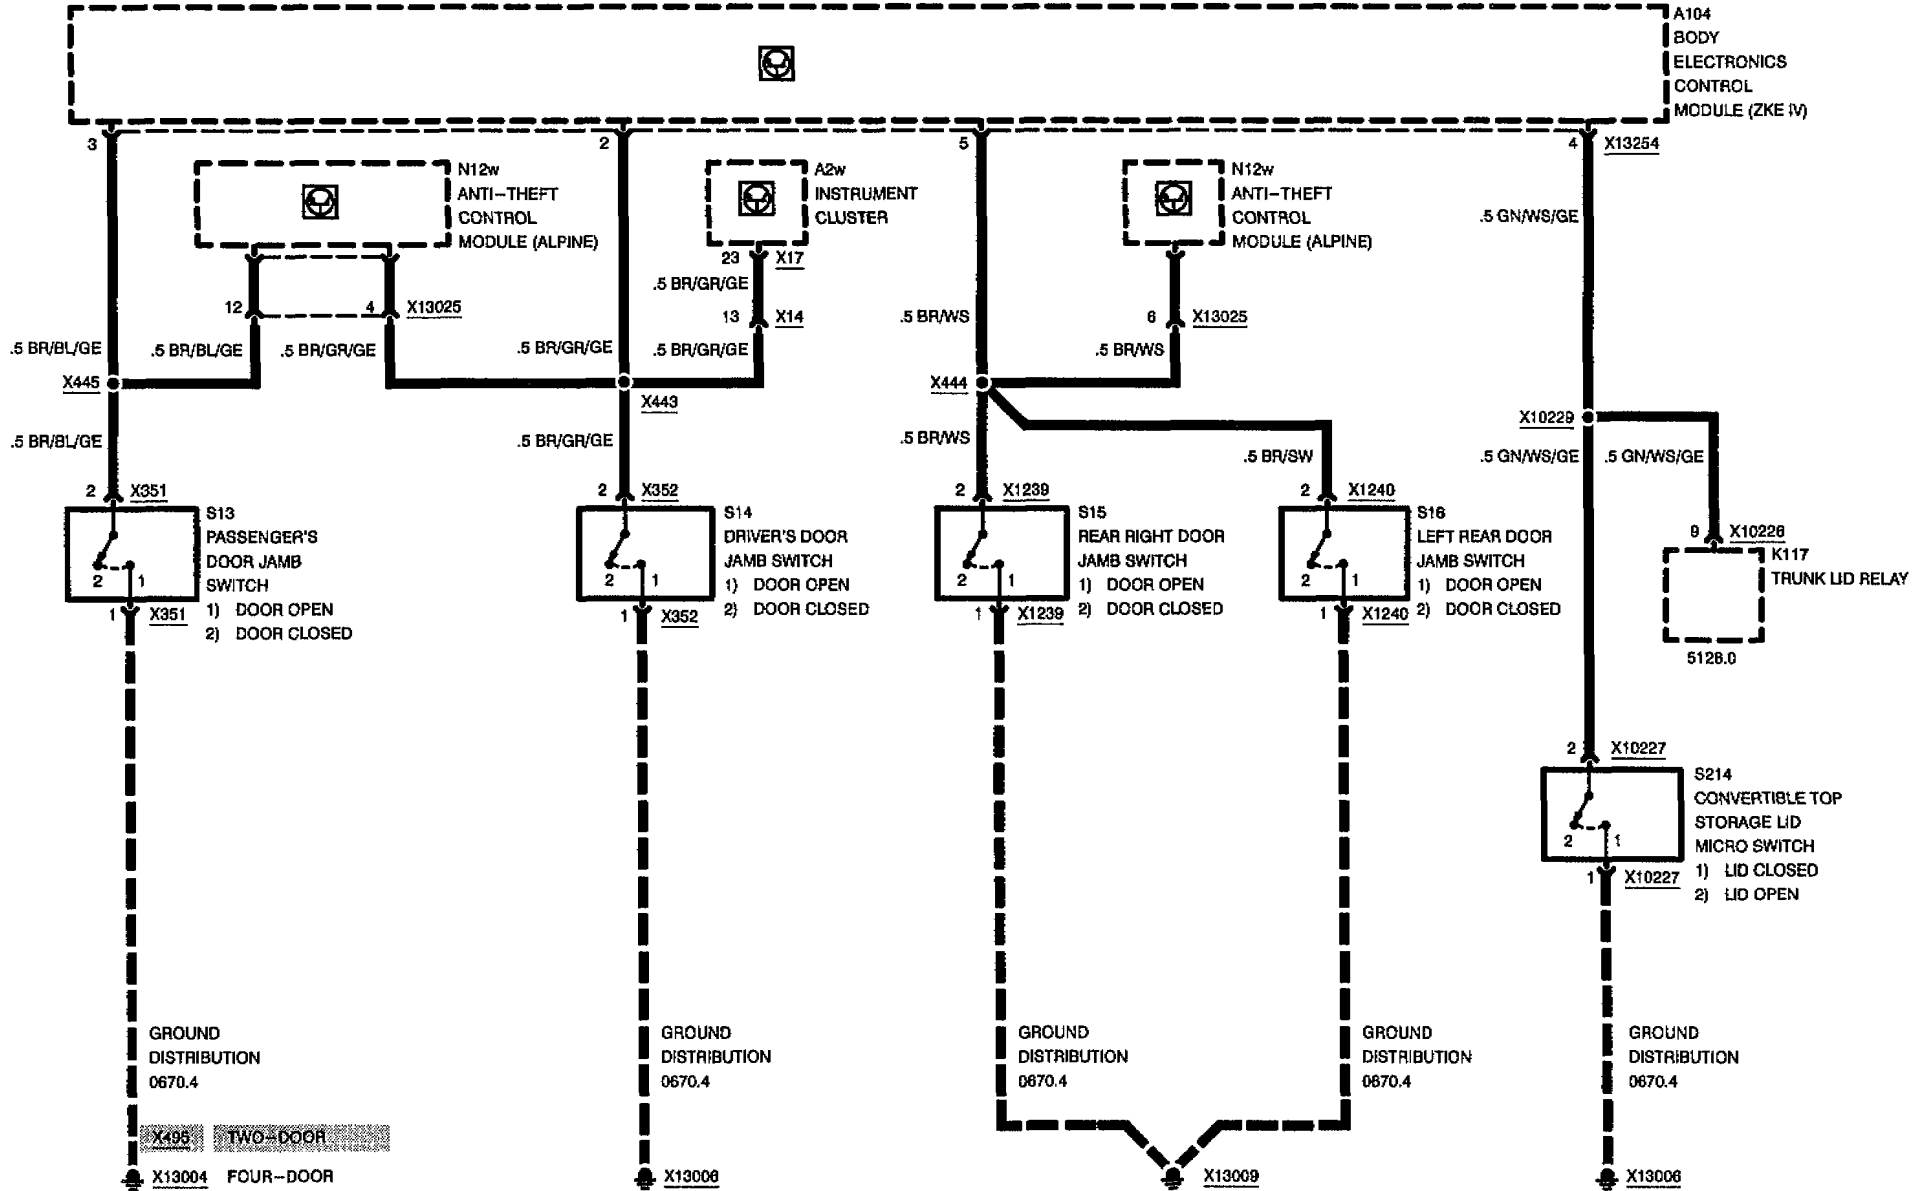 A104
BODY
ELECTRONICS
CONTROL
MODULE (ZKE IV)
3
2
5
4
X13254
N12w
ANTI-THEFT
CONTROL
MODULE (ALPINE)
A2w
INSTRUMENT
CLUSTER
N12w
ANTI-THEFT
CONTROL
MODULE (ALPINE)
.5 GN/WS/GE
23
X17
.5 BR/GR/GE
12
4
X13025
13
X14
.5 BR/WS
6
X13025
.5 BR/BL/GE
.5 BR/BL/GE
.5 BR/GR/GE
.5 BR/GR/GE
.5 BR/GR/GE
.5 BR/WS
X445
X443
X444
X10229
.5 BR/BL/GE
.5 BR/GR/GE
.5 BR/WS
.5 BR/SW
.5 GN/WS/GE
.5 GN/WS/GE
2
X351
2
X352
2
X1239
2
X1240
9
X10226
S13
PASSENGER'S
DOOR JAMB
SWITCH
1) DOOR OPEN
2) DOOR CLOSED
2
1
1
X351
S14
DRIVER'S DOOR
JAMB SWITCH
1) DOOR OPEN
2) DOOR CLOSED
2
1
1
X352
S15
REAR RIGHT DOOR
JAMB SWITCH
1) DOOR OPEN
2) DOOR CLOSED
2
1
1
X1239
S16
LEFT REAR DOOR
JAMB SWITCH
1) DOOR OPEN
2) DOOR CLOSED
2
1
1
X1240
K117
TRUNK LID RELAY
5126.0
2
X10227
S214
CONVERTIBLE TOP
STORAGE LID
MICRO SWITCH
1) LID CLOSED
2) LID OPEN
2
1
1
X10227
GROUND
DISTRIBUTION
0670.4
GROUND
DISTRIBUTION
0670.4
GROUND
DISTRIBUTION
0670.4
GROUND
DISTRIBUTION
0670.4
GROUND
DISTRIBUTION
0670.4
X495
TWO-DOOR
X13004
FOUR-DOOR
X13006
X13009
X13006